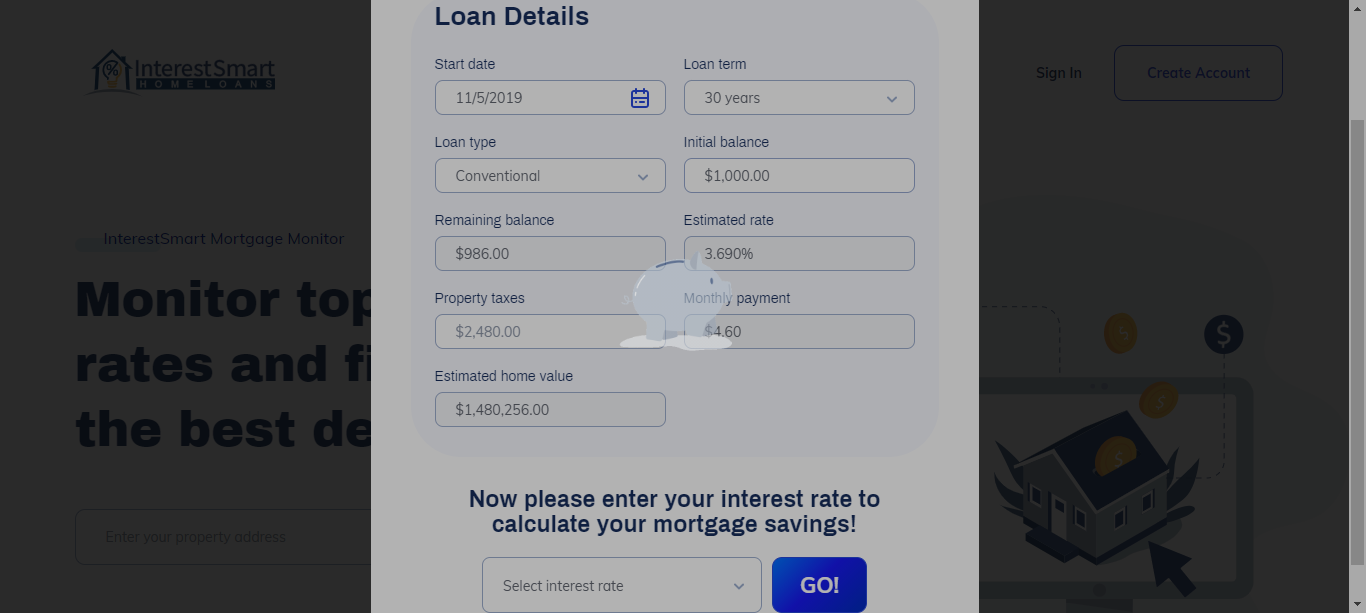 Loan Details
Start date
Loan term
11/5/2019
30 years
Loan type
Initial balance
Conventional
$1,000.00
Remaining balance
Estimated rate
$986.00
3.690%
Property taxes
Monthly payment
$2,480.00
$4.60
Estimated home value
$1,480,256.00
Now please enter your interest rate to
calculate your mortgage savings!
Select interest rate
GO!
%
InterestSmart
HOME LOANS
Sign In
Create Account
InterestSmart Mortgage Monitor
Monitor top
rates and fi
the best de
Enter your property address
$
$
$
$